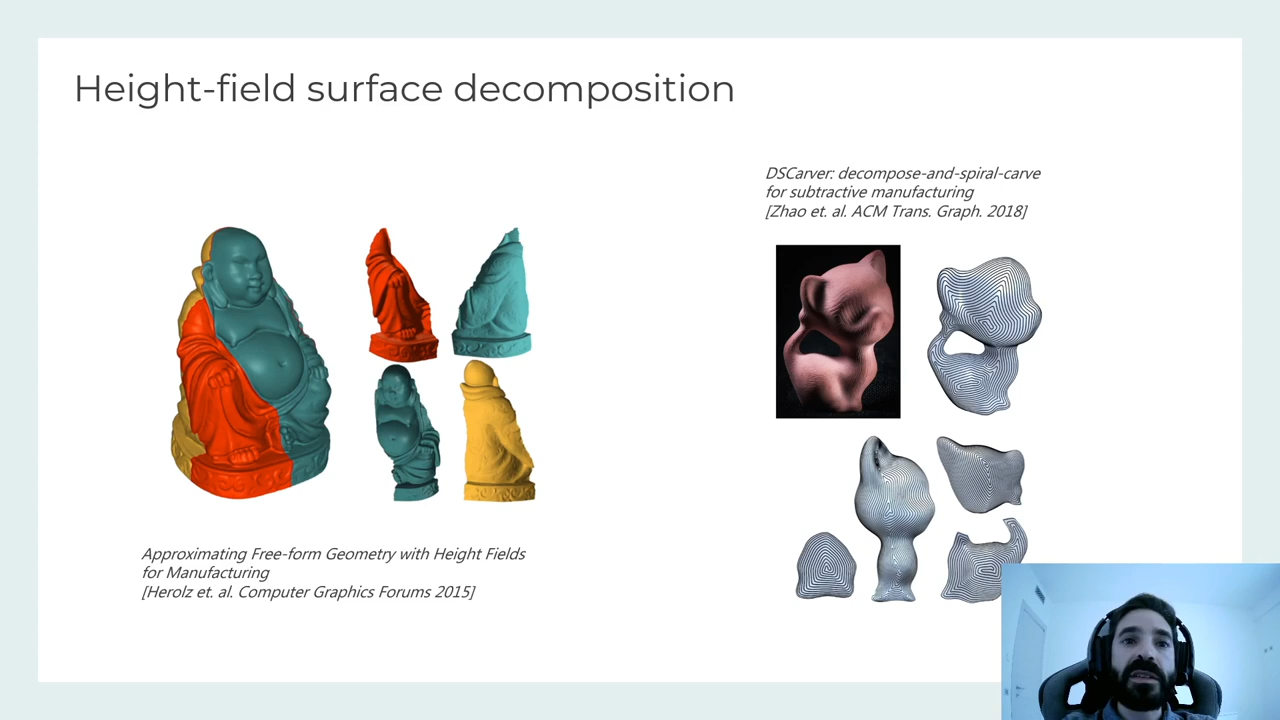 Height-field surface decomposition
DSCarver: decompose-and-spiral-carve
for subtractive manufacturing
[Zhao et. al. ACM Trans. Graph. 2018]
Approximating Free-form Geometry with Height Fields
for Manufacturing
[Herolz et. al. Computer Graphics Forums 2015]